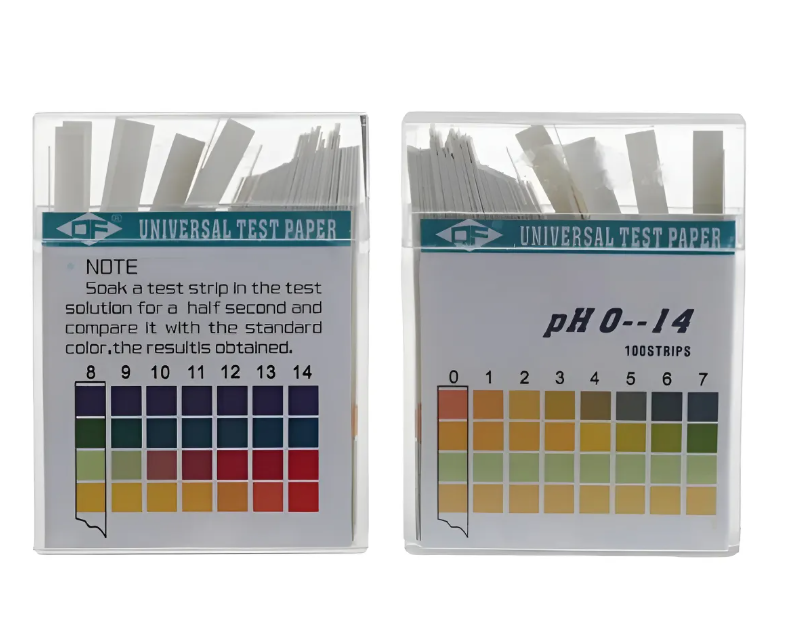 QF ® UNIVERSAL TEST PAPER
NOTE
Soak a test strip in the test
solution for a half second and
compare it with the standard
color,the resultis obtained.
8 9 10 11 12 13 14
QF UNIVERSAL TEST PAPER
pH 0--14
100STRIPS
0 1 2 3 4 5 6 7